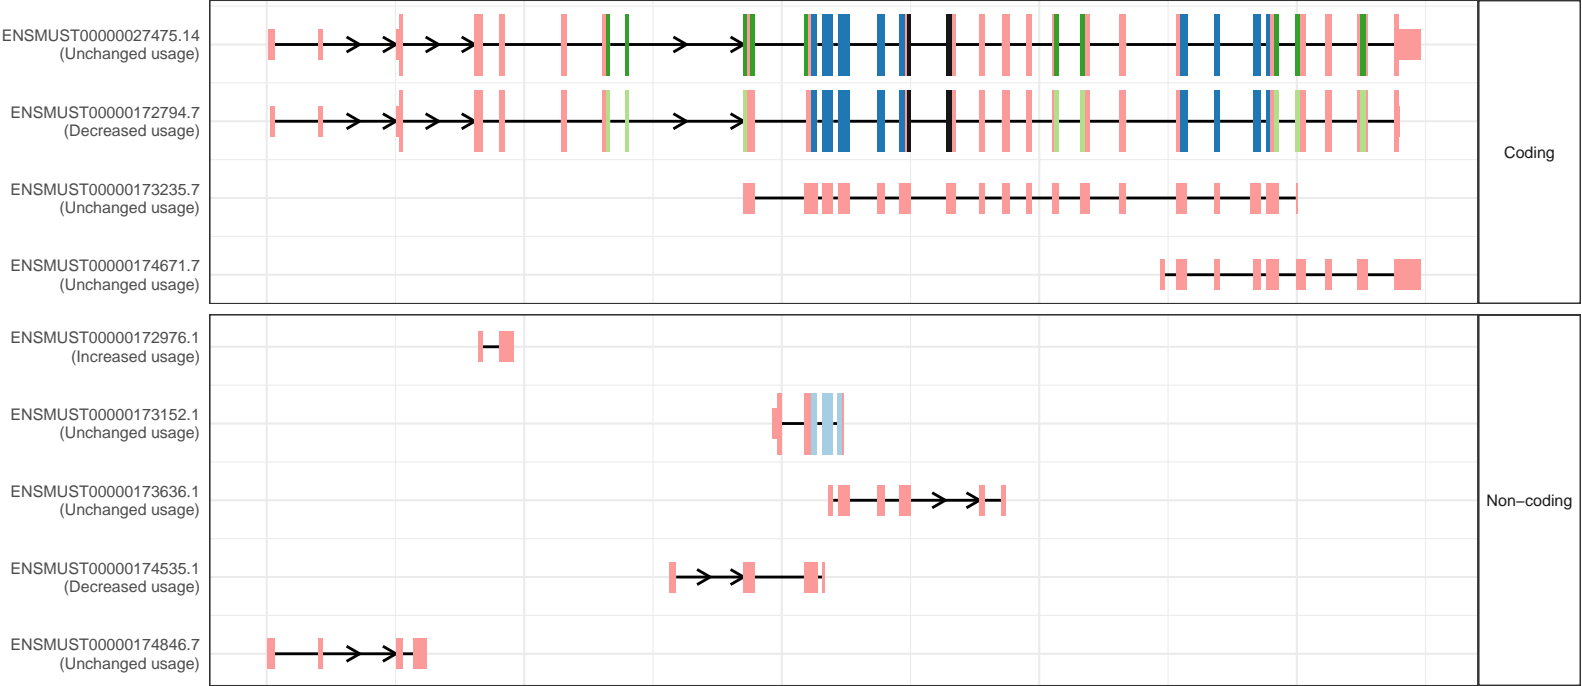 ENSMUST00000027475.14
(Unchanged usage)
ENSMUST00000172794.7
(Decreased usage)
ENSMUST00000173235.7
(Unchanged usage)
ENSMUST00000174671.7
(Unchanged usage)
Coding
ENSMUST00000172976.1
(Increased usage)
ENSMUST00000173152.1
(Unchanged usage)
ENSMUST00000173636.1
(Unchanged usage)
ENSMUST00000174535.1
(Decreased usage)
ENSMUST00000174846.7
(Unchanged usage)
Non−coding